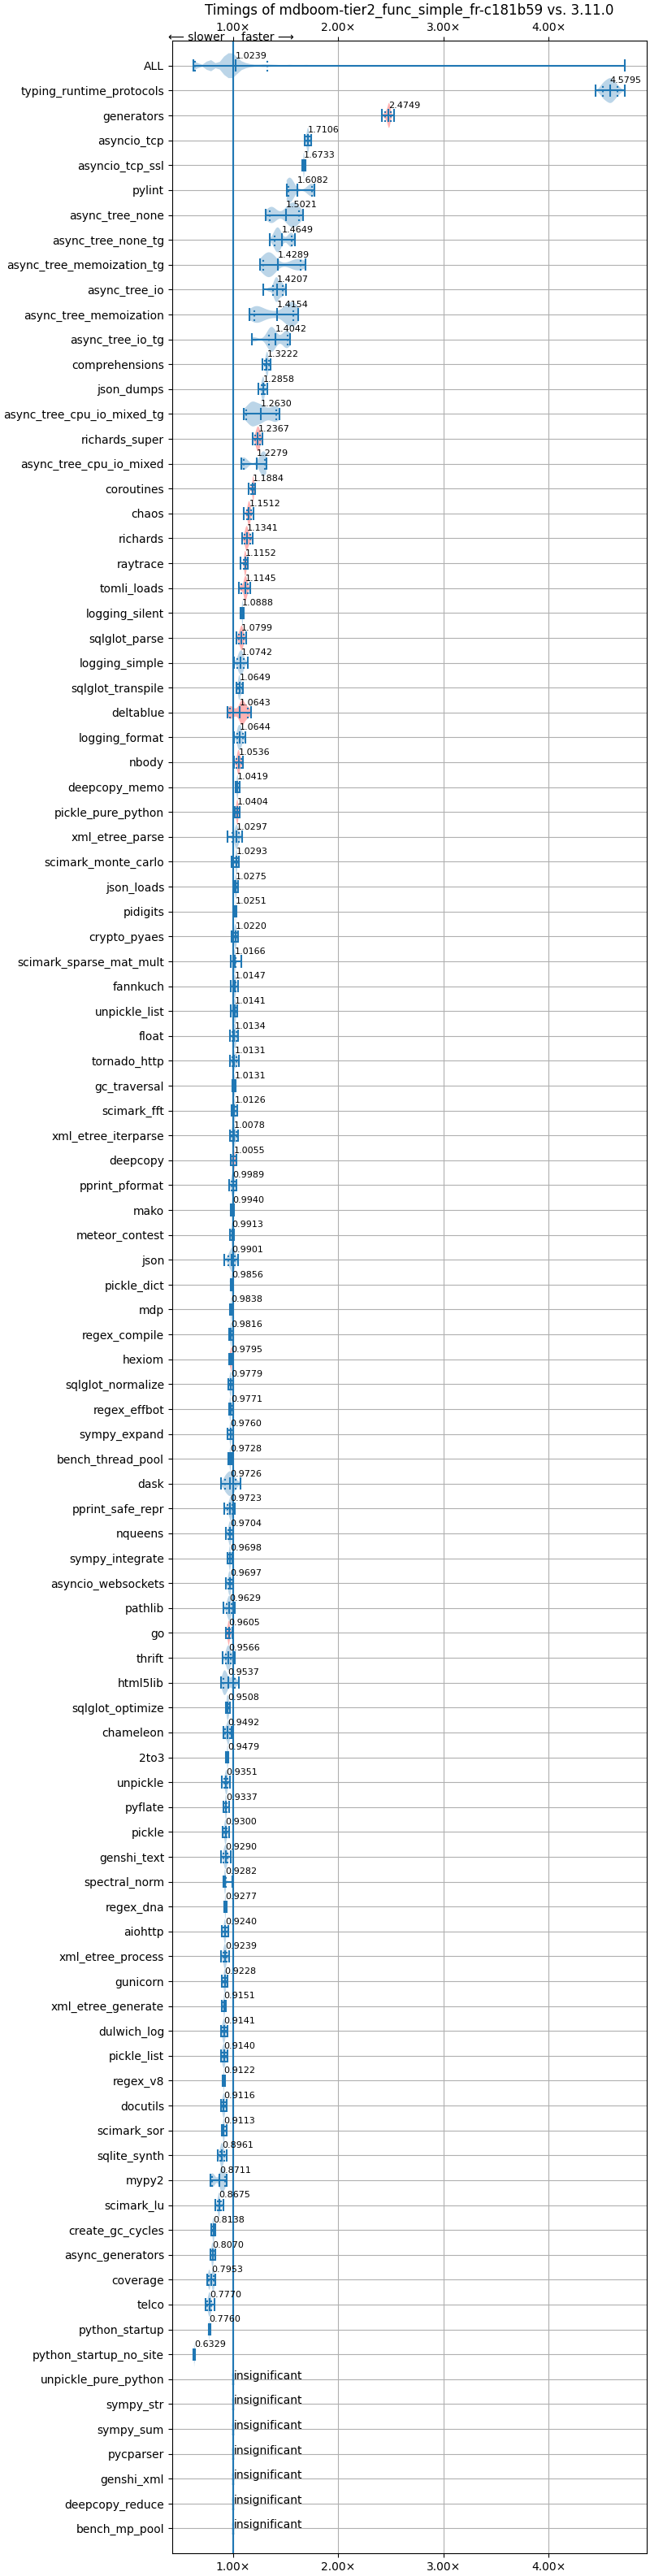 Timings of mdboom-tier2_func_simple_fr-c181b59 vs. 3.11.0
1.00× 2.00× 3.00× 4.00×
⟵ slower faster ⟶
ALL 1.0239
typing_runtime_protocols 4.5795
generators 2.4749
asyncio_tcp 1.7106
asyncio_tcp_ssl 1.6733
pylint 1.6082
async_tree_none 1.5021
async_tree_none_tg 1.4649
async_tree_memoization_tg 1.4289
async_tree_io 1.4207
async_tree_memoization 1.4154
async_tree_io_tg 1.4042
comprehensions 1.3222
json_dumps 1.2858
async_tree_cpu_io_mixed_tg 1.2630
richards_super 1.2367
async_tree_cpu_io_mixed 1.2279
coroutines 1.1884
chaos 1.1512
richards 1.1341
raytrace 1.1152
tomli_loads 1.1145
logging_silent 1.0888
sqlglot_parse 1.0799
logging_simple 1.0742
sqlglot_transpile 1.0649
deltablue 1.0643
logging_format 1.0644
nbody 1.0536
deepcopy_memo 1.0419
pickle_pure_python 1.0404
xml_etree_parse 1.0297
scimark_monte_carlo 1.0293
json_loads 1.0275
pidigits 1.0251
crypto_pyaes 1.0220
scimark_sparse_mat_mult 1.0166
fannkuch 1.0147
unpickle_list 1.0141
float 1.0134
tornado_http 1.0131
gc_traversal 1.0131
scimark_fft 1.0126
xml_etree_iterparse 1.0078
deepcopy 1.0055
pprint_pformat 0.9989
mako 0.9940
meteor_contest 0.9913
json 0.9901
pickle_dict 0.9856
mdp 0.9838
regex_compile 0.9816
hexiom 0.9795
sqlglot_normalize 0.9779
regex_effbot 0.9771
sympy_expand 0.9760
bench_thread_pool 0.9728
dask 0.9726
pprint_safe_repr 0.9723
nqueens 0.9704
sympy_integrate 0.9698
asyncio_websockets 0.9697
pathlib 0.9629
go 0.9605
thrift 0.9566
html5lib 0.9537
sqlglot_optimize 0.9508
chameleon 0.9492
2to3 0.9479
unpickle 0.9351
pyflate 0.9337
pickle 0.9300
genshi_text 0.9290
spectral_norm 0.9282
regex_dna 0.9277
aiohttp 0.9240
xml_etree_process 0.9239
gunicorn 0.9228
xml_etree_generate 0.9151
dulwich_log 0.9141
pickle_list 0.9140
regex_v8 0.9122
docutils 0.9116
scimark_sor 0.9113
sqlite_synth 0.8961
mypy2 0.8711
scimark_lu 0.8675
create_gc_cycles 0.8138
async_generators 0.8070
coverage 0.7953
telco 0.7770
python_startup 0.7760
python_startup_no_site 0.6329
unpickle_pure_python insignificant
sympy_str insignificant
sympy_sum insignificant
pycparser insignificant
genshi_xml insignificant
deepcopy_reduce insignificant
bench_mp_pool insignificant
1.00× 2.00× 3.00× 4.00×